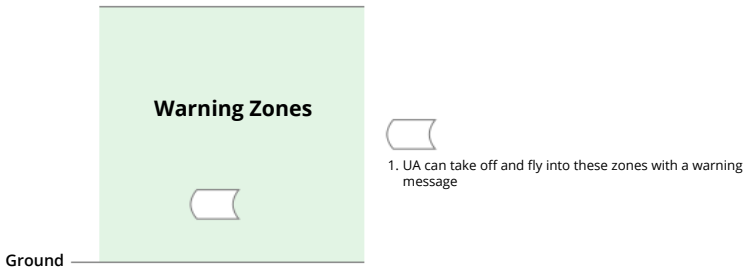 Warning Zones
1. UA can take off and fly into these zones with a warning
message
Ground